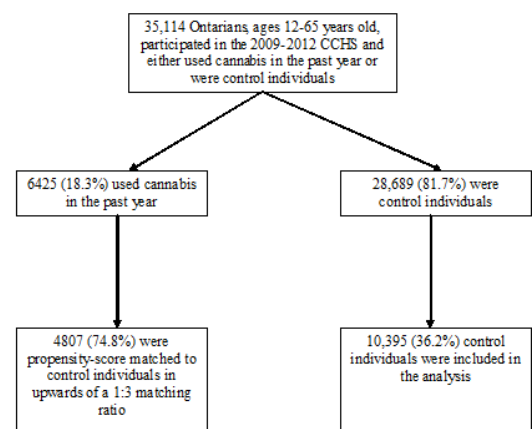 35,114 Ontarians, ages 12-65 years old,
participated in the 2009-2012 CCHS and
either used cannabis in the past year or
were control individuals
6425 (18.3%) used cannabis
in the past year
28,689 (81.7%) were
control individuals
4807 (74.8%) were
propensity-score matched to
control individuals in
upwards of a 1:3 matching
ratio
10,395 (36.2%) control
individuals were included in
the analysis